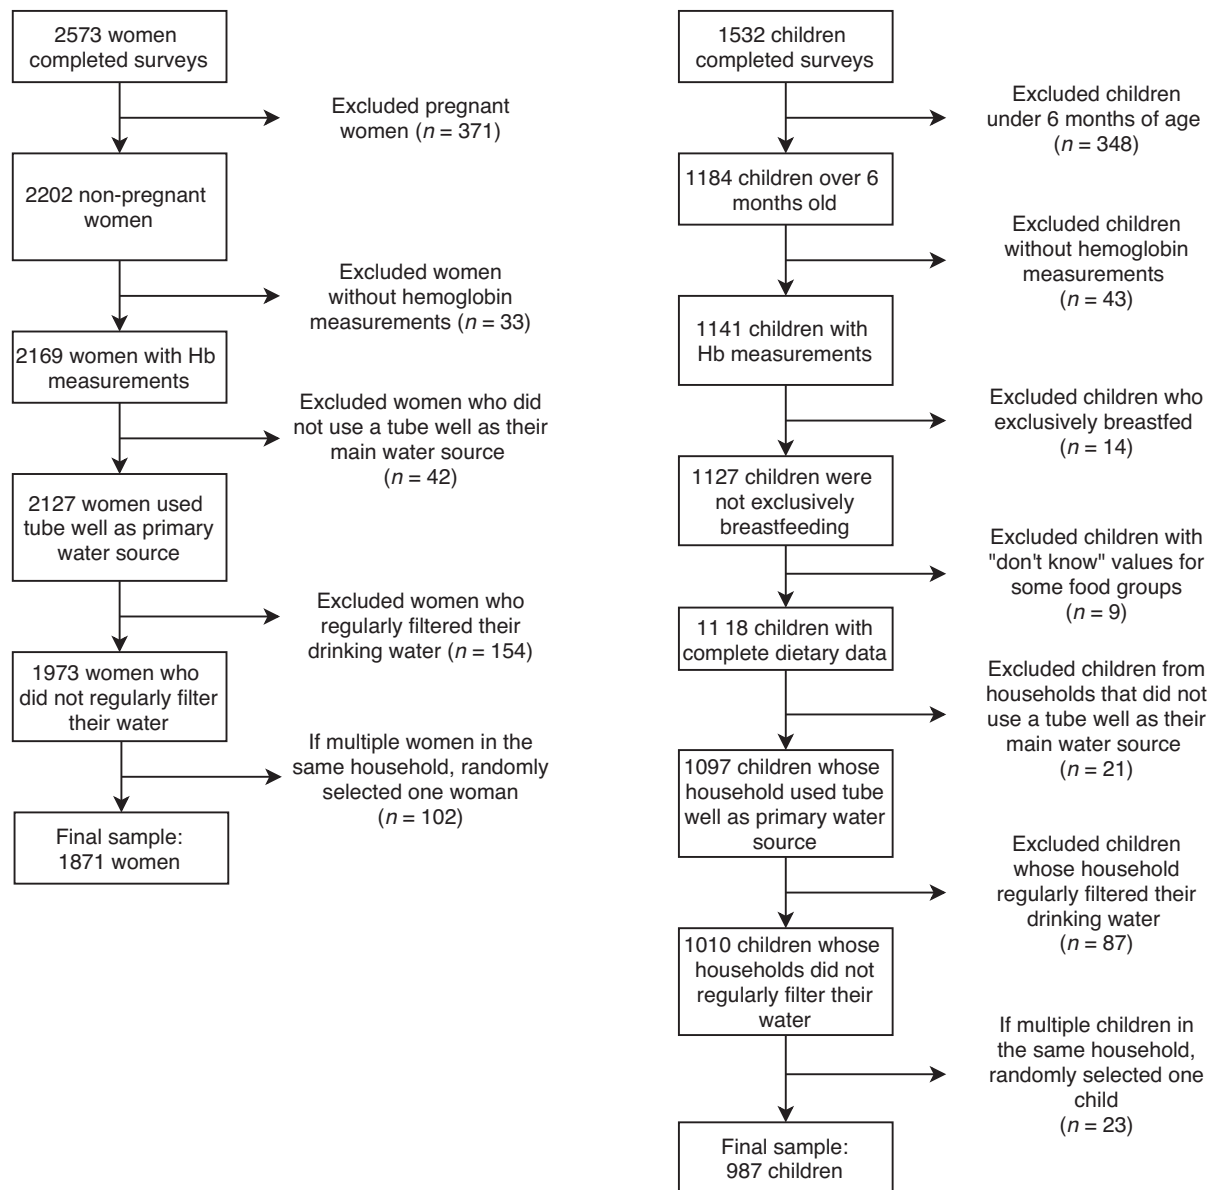 2573 women
completed surveys
Excluded pregnant
women (n = 371)
2202 non-pregnant
women
Excluded women
without hemoglobin
measurements (n = 33)
2169 women with Hb
measurements
Excluded women who did
not use a tube well as their
main water source
(n = 42)
2127 women used
tube well as primary
water source
Excluded women who
regularly filtered their
drinking water (n = 154)
1973 women who
did not regularly filter
their water
If multiple women in the
same household, randomly
selected one woman
(n = 102)
Final sample:
1871 women
1532 children
completed surveys
Excluded children
under 6 months of age
(n = 348)
1184 children over 6
months old
Excluded children
without hemoglobin
measurements
(n = 43)
1141 children with
Hb measurements
Excluded children who
exclusively breastfed
(n = 14)
1127 children were
not exclusively
breastfeeding
Excluded children with
"don't know" values for
some food groups
(n = 9)
11 18 children with
complete dietary data
Excluded children from
households that did not
use a tube well as their
main water source
(n = 21)
1097 children whose
household used tube
well as primary water
source
Excluded children
whose household
regularly filtered their
drinking water
(n = 87)
1010 children whose
households did not
regularly filter their
water
If multiple children in
the same household,
randomly selected one
child
(n = 23)
Final sample:
987 children